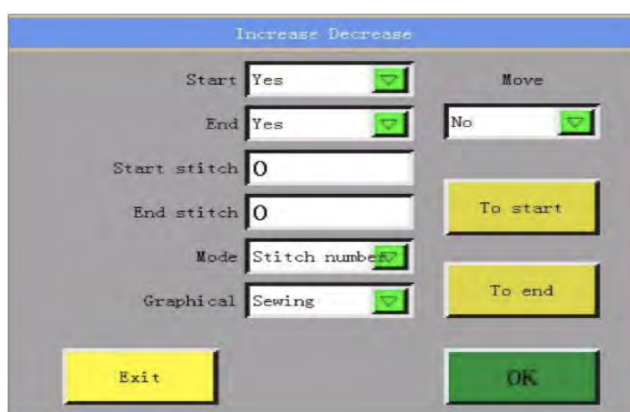 Increase Decrease
Start Yes Move
End Yes No
Start stitch 0
End stitch 0 To start
Mode Stitch number
Graphical Sewing To end
Exit OK